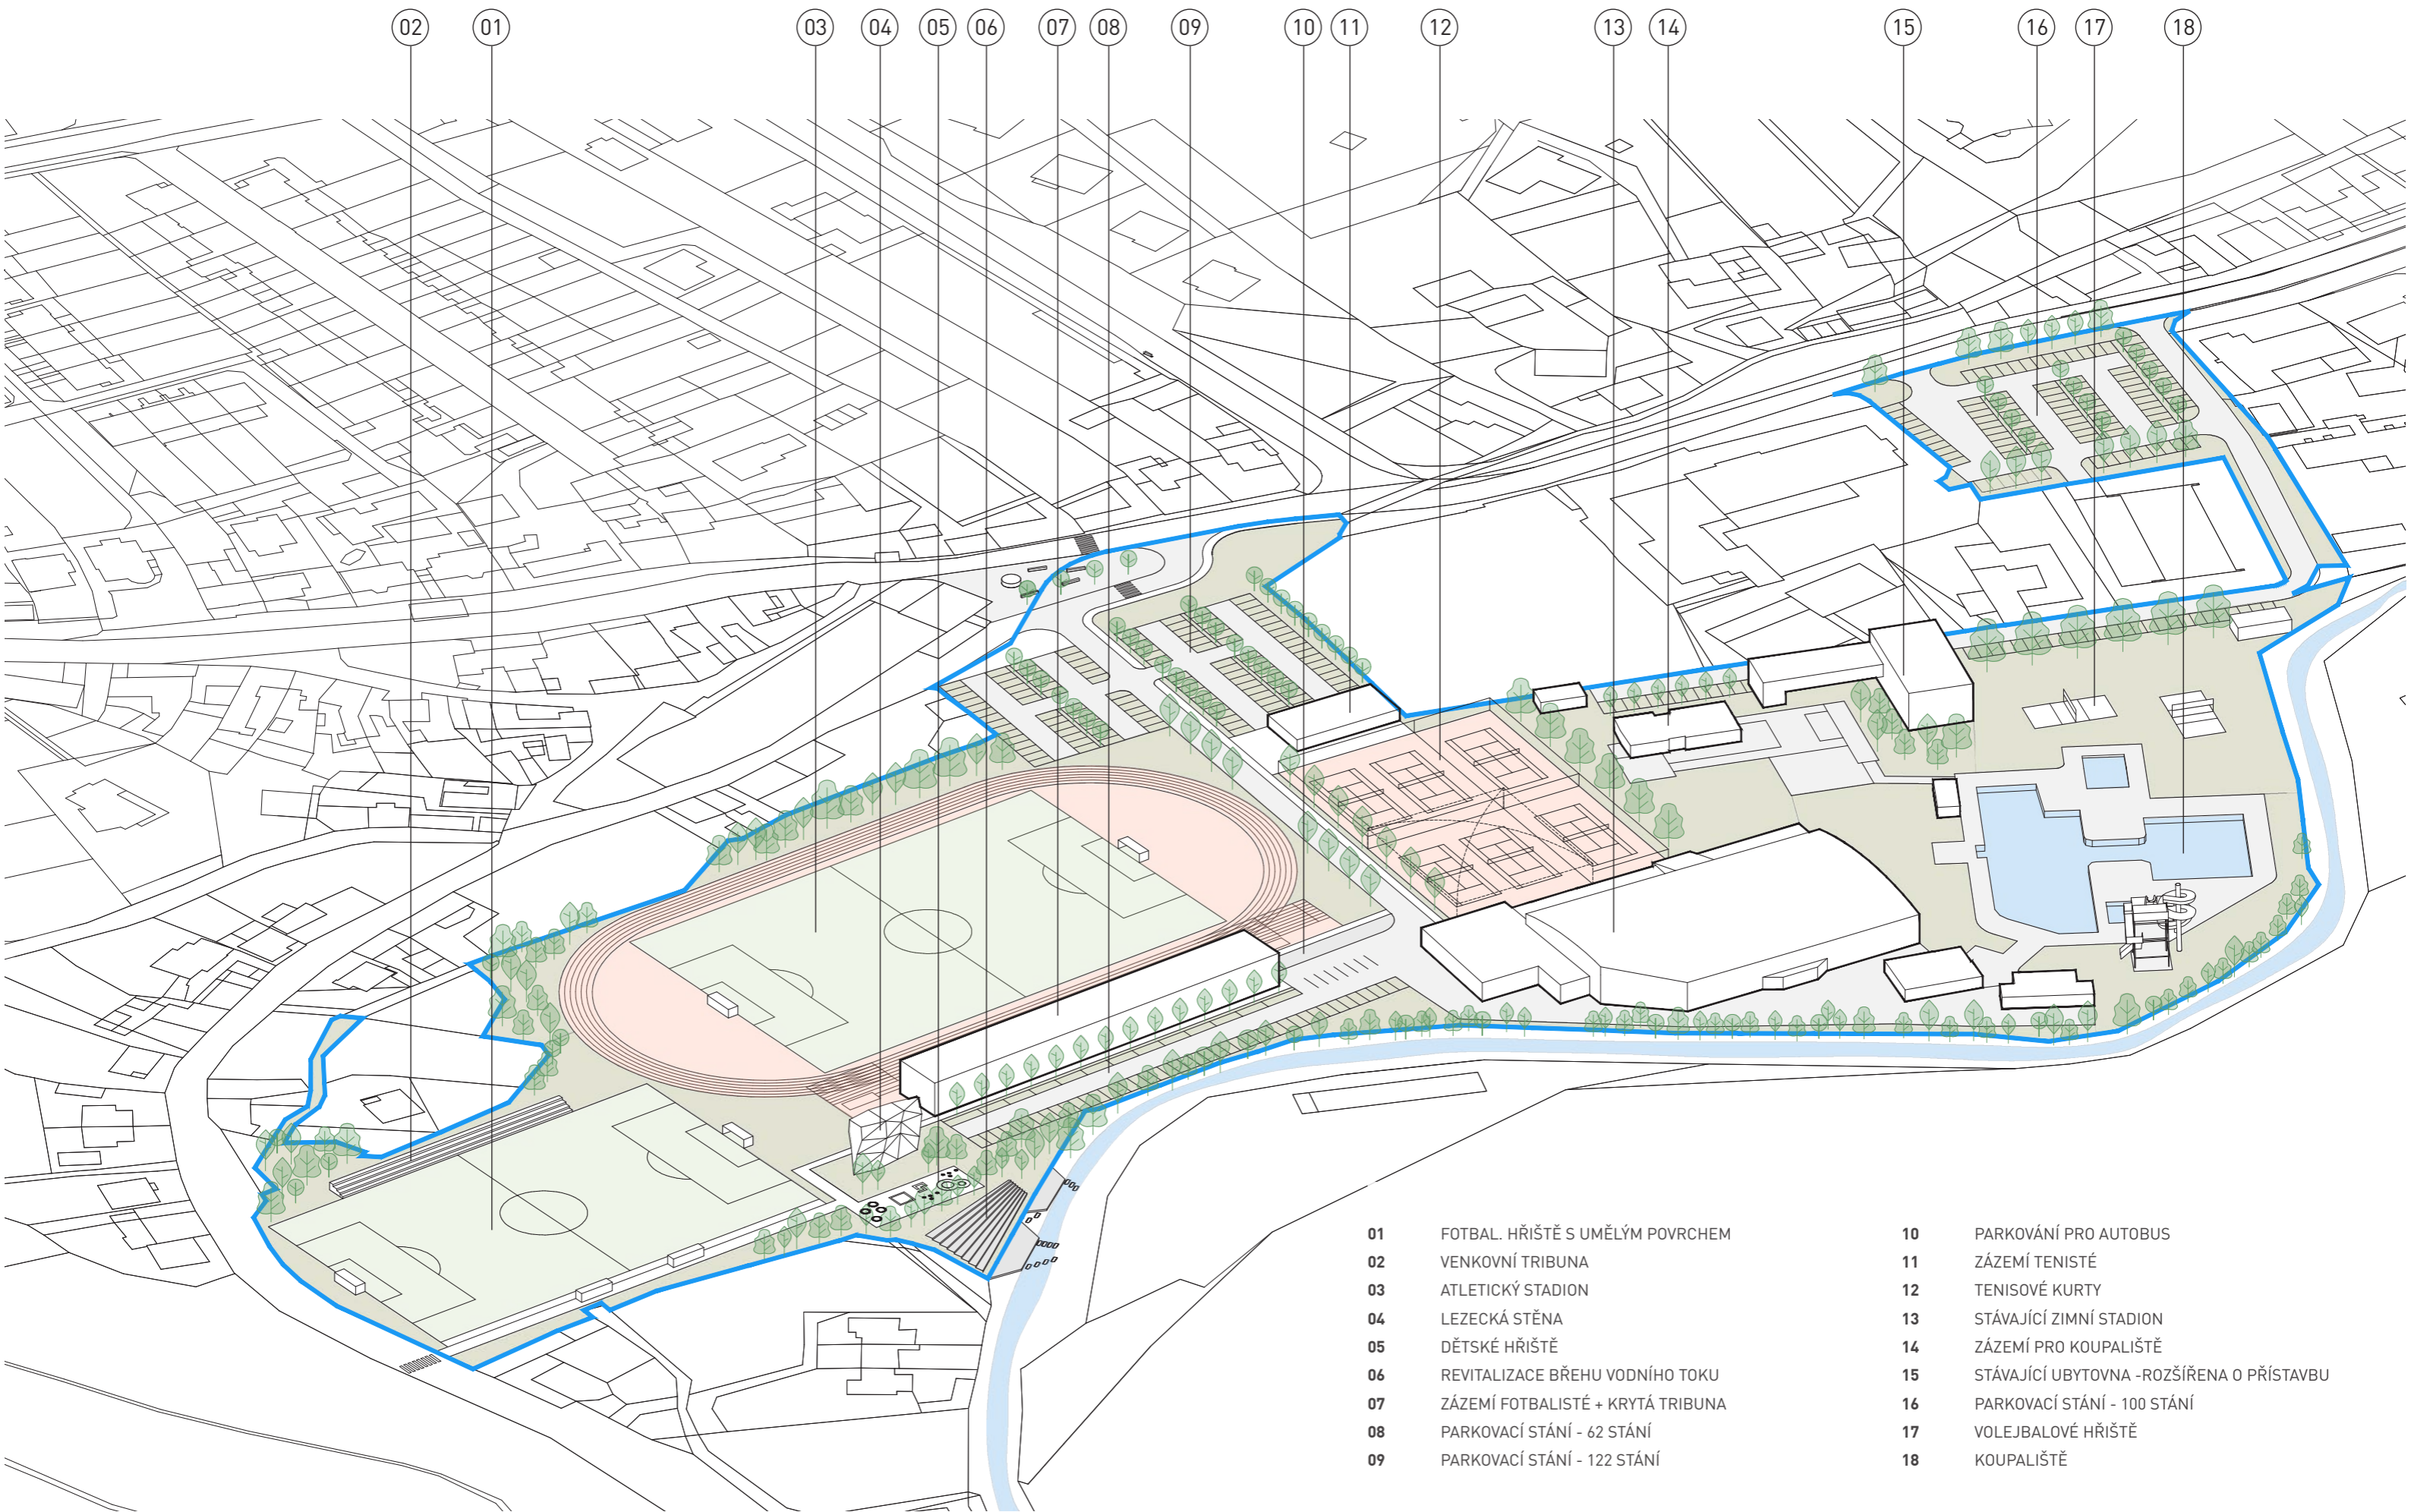 02 01 03 04 05 06 07 08 09 10 11 12 13 14 15 16 17 18
01 FOTBAL. HŘIŠTĚ S UMĚLÝM POVRCHEM
02 VENKOVNÍ TRIBUNA
03 ATLETICKÝ STADION
04 LEZECKÁ STĚNA
05 DĚTSKÉ HŘIŠTĚ
06 REVITALIZACE BŘEHU VODNÍHO TOKU
07 ZÁZEMÍ FOTBALISTÉ + KRYTÁ TRIBUNA
08 PARKOVACÍ STÁNÍ - 62 STÁNÍ
09 PARKOVACÍ STÁNÍ - 122 STÁNÍ
10 PARKOVÁNÍ PRO AUTOBUS
11 ZÁZEMÍ TENISTÉ
12 TENISOVÉ KURTY
13 STÁVAJÍCÍ ZIMNÍ STADION
14 ZÁZEMÍ PRO KOUPALIŠTĚ
15 STÁVAJÍCÍ UBYTOVNA -ROZŠÍŘENA O PŘÍSTAVBU
16 PARKOVACÍ STÁNÍ - 100 STÁNÍ
17 VOLEJBALOVÉ HŘIŠTĚ
18 KOUPALIŠTĚ